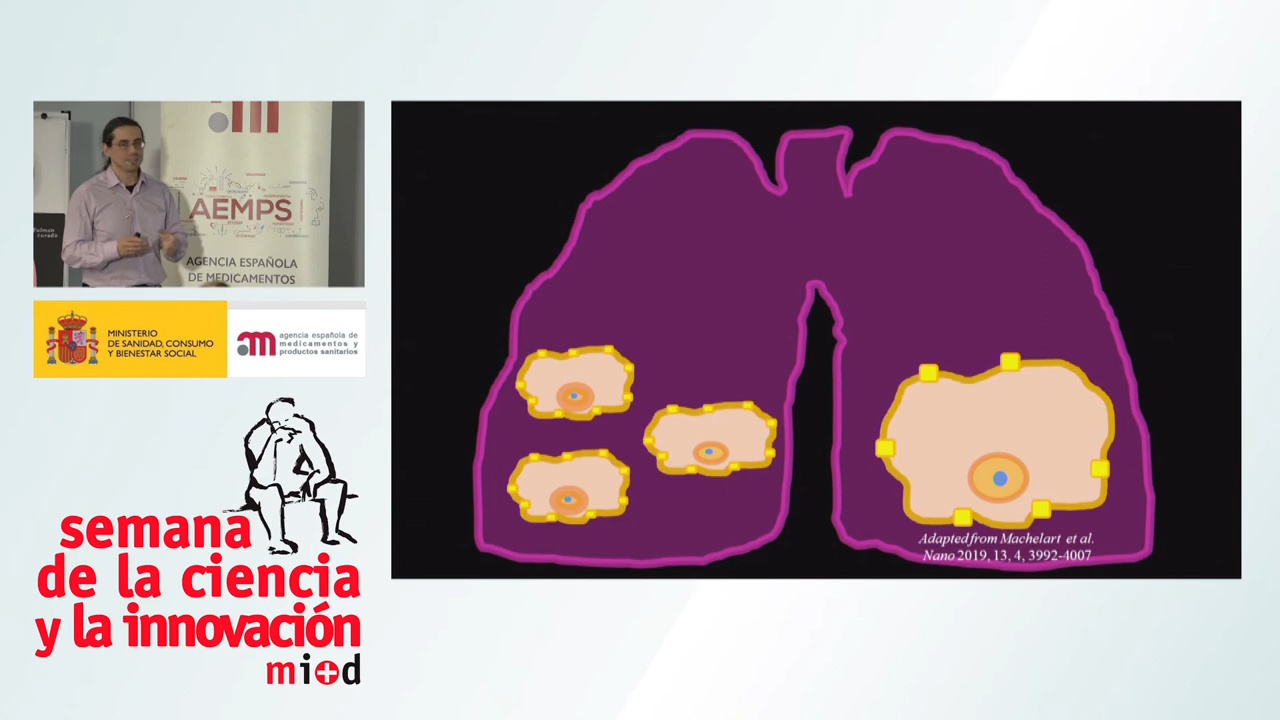 AEMPS
AGENCIA ESPAÑOLA
DE MEDICAMENTOS
MINISTERIO
DE SANIDAD, CONSUMO
Y BIENESTAR SOCIAL
am
agencia española de
medicamentos y
productos sanitarios
semana
de la ciencia
y la innovación
mi+d
Adapted from Machelart et al.
Nano 2019, 13, 4, 3992-4007